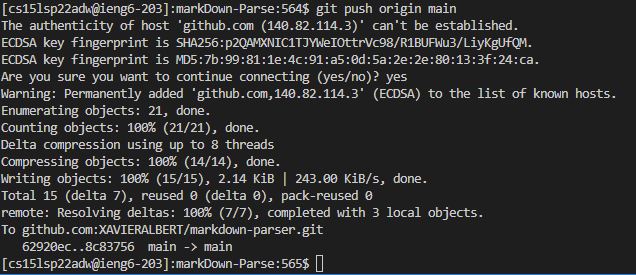 [cs15lsp22adw@ieng6-203]:markDown-Parse:564$ git push origin main
The authenticity of host 'github.com (140.82.114.3)' can't be established.
ECDSA key fingerprint is SHA256:p2QAMXNIC1TJYWeIOttrVc98/R1BUFWu3/LiyKgUfQM.
ECDSA key fingerprint is MD5:7b:99:81:1e:4c:91:a5:0d:5a:2e:2e:80:13:3f:24:ca.
Are you sure you want to continue connecting (yes/no)? yes
Warning: Permanently added 'github.com,140.82.114.3' (ECDSA) to the list of known hosts.
Enumerating objects: 21, done.
Counting objects: 100% (21/21), done.
Delta compression using up to 8 threads
Compressing objects: 100% (14/14), done.
Writing objects: 100% (15/15), 2.14 KiB | 243.00 KiB/s, done.
Total 15 (delta 7), reused 0 (delta 0), pack-reused 0
remote: Resolving deltas: 100% (7/7), completed with 3 local objects.
To github.com:XAVIERALBERT/markdown-parser.git
   62920ec..8c83756  main -> main
[cs15lsp22adw@ieng6-203]:markDown-Parse:565$